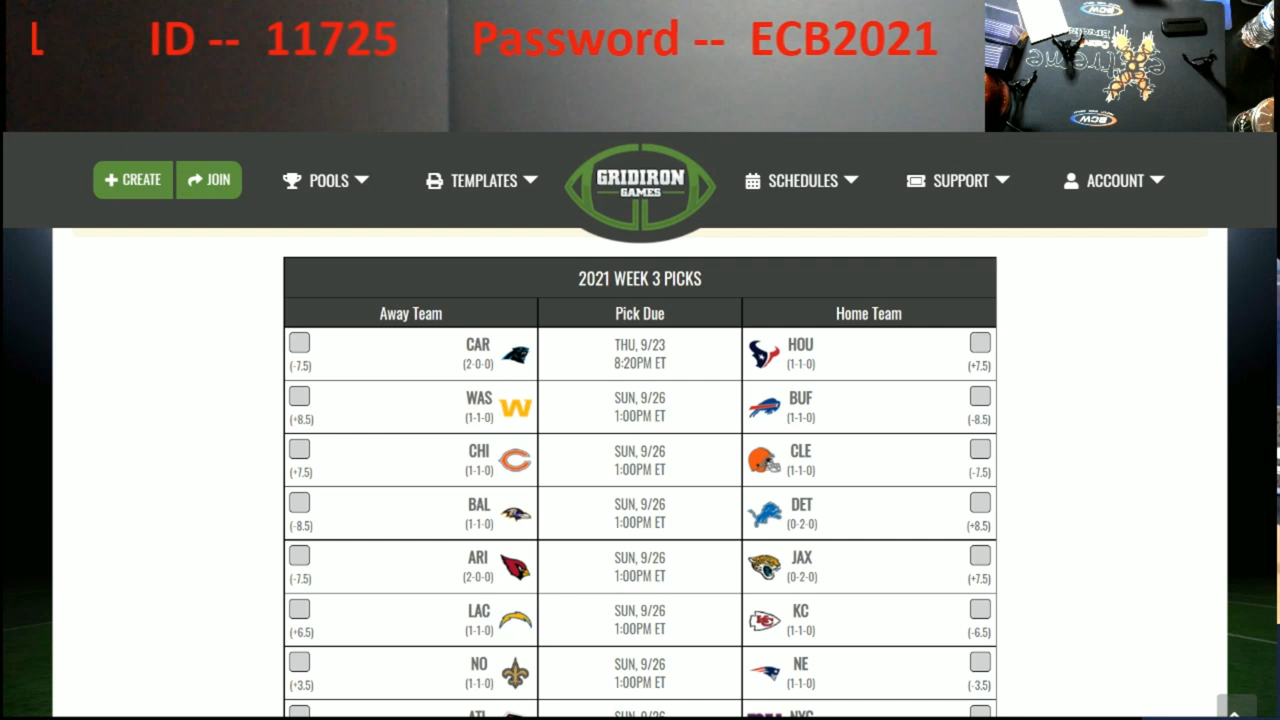 L ID -- 11725 Password -- ECB2021
CREATE JOIN POOLS TEMPLATES GRIDIRON GAMES SCHEDULES SUPPORT ACCOUNT
2021 WEEK 3 PICKS
Away Team Pick Due Home Team
CAR THU, 9/23 HOU
(-7.5) (2-0-0) 8:20PM ET (1-1-0) (+7.5)
WAS SUN, 9/26 BUF
(+8.5) (1-1-0) 1:00PM ET (1-1-0) (-8.5)
CHI SUN, 9/26 CLE
(+7.5) (1-1-0) 1:00PM ET (1-1-0) (-7.5)
BAL SUN, 9/26 DET
(-8.5) (1-1-0) 1:00PM ET (0-2-0) (+8.5)
ARI SUN, 9/26 JAX
(-7.5) (2-0-0) 1:00PM ET (0-2-0) (+7.5)
LAC SUN, 9/26 KC
(+6.5) (1-1-0) 1:00PM ET (1-1-0) (-6.5)
NO SUN, 9/26 NE
(+3.5) (1-1-0) 1:00PM ET (1-1-0) (-3.5)
ATL SUN, 9/26 NYG